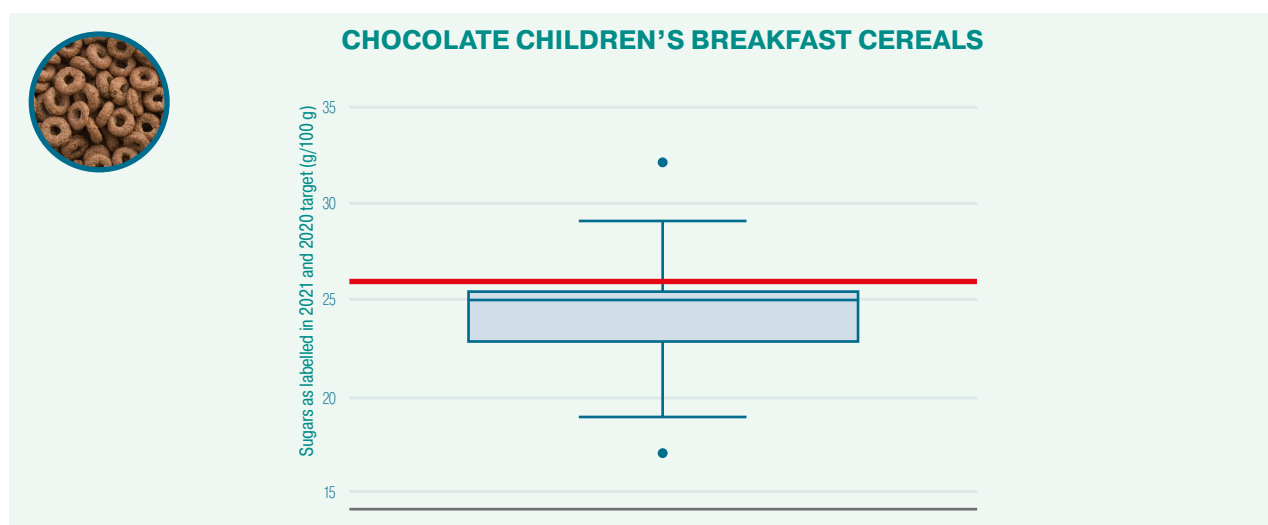 CHOCOLATE CHILDREN'S BREAKFAST CEREALS
Sugars as labelled in 2021 and 2020 target (g/100 g)
35
30
25
20
15